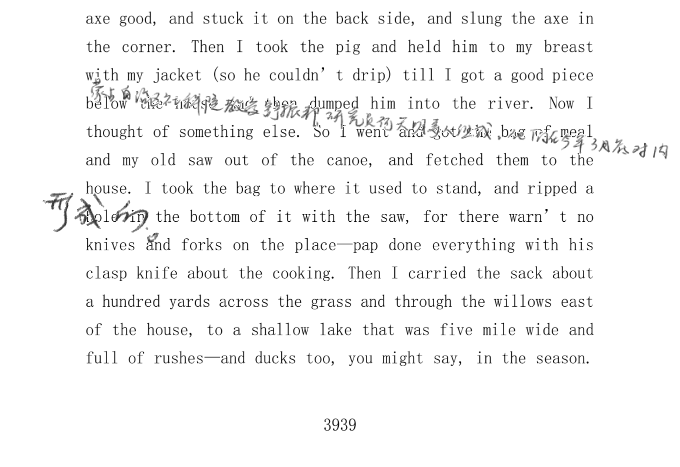 axe good, and stuck it on the back side, and slung the axe in
the corner. Then I took the pig and held him to my breast
with my jacket (so he couldn’t drip) till I got a good piece
below the dumped him into the river. Now I
thought of something else. So I went and got the bag of meal
and my old saw out of the canoe, and fetched them to the
house. I took the bag to where it used to stand, and ripped a
hole in the bottom of it with the saw, for there warn’t no
形成的。
knives and forks on the place—pap done everything with his
clasp knife about the cooking. Then I carried the sack about
a hundred yards across the grass and through the willows east
of the house, to a shallow lake that was five mile wide and
full of rushes—and ducks too, you might say, in the season.
3939